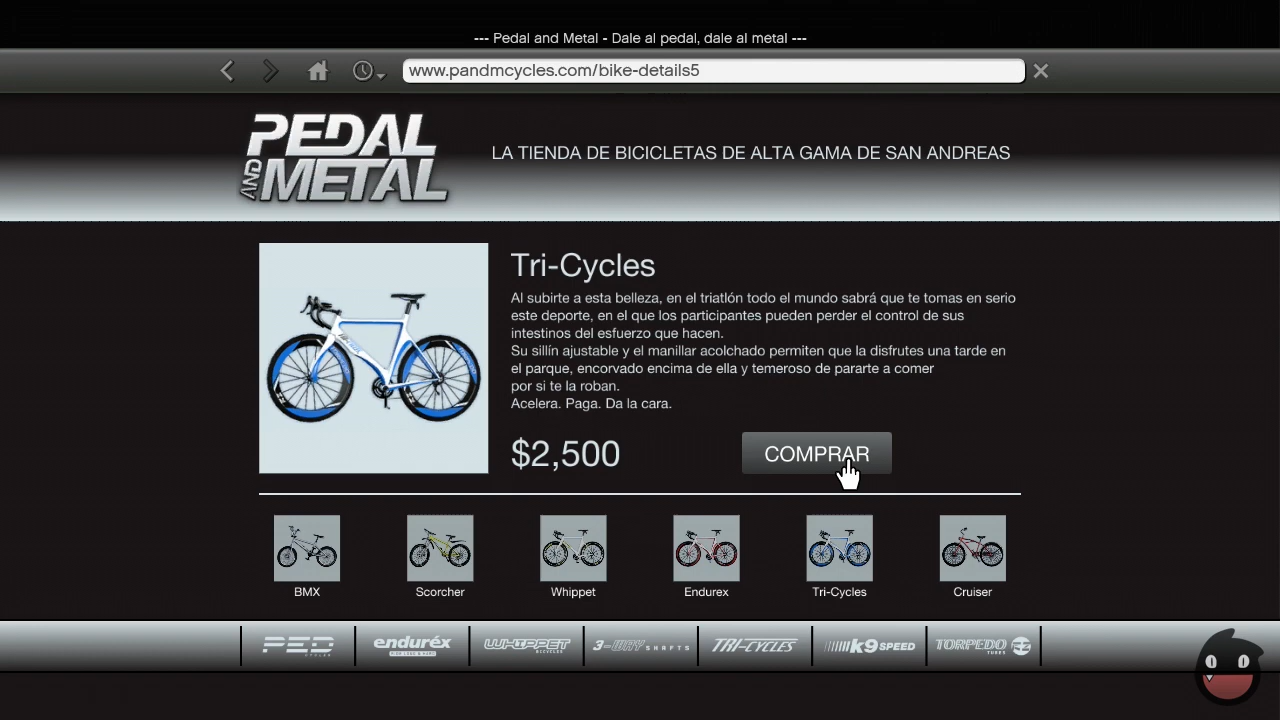 --- Pedal and Metal - Dale al pedal, dale al metal ---
www.pandmcycles.com/bike-details5
PEDAL
AND METAL
LA TIENDA DE BICICLETAS DE ALTA GAMA DE SAN ANDREAS
Tri-Cycles
Al subirte a esta belleza, en el triatlón todo el mundo sabrá que te tomas en serio
este deporte, en el que los participantes pueden perder el control de sus
intestinos del esfuerzo que hacen.
Su sillín ajustable y el manillar acolchado permiten que la disfrutes una tarde en
el parque, encorvado encima de ella y temeroso de pararte a comer
por si te la roban.
Acelera. Paga. Da la cara.
$2,500
COMPRAR
BMX Scorcher Whippet Endurex Tri-Cycles Cruiser
PED CYCLES
enduréx
WHIPPET BICYCLES
3-WAY SHAFTS
TRI-CYCLES
k9 SPEED
TORPEDO TUBES